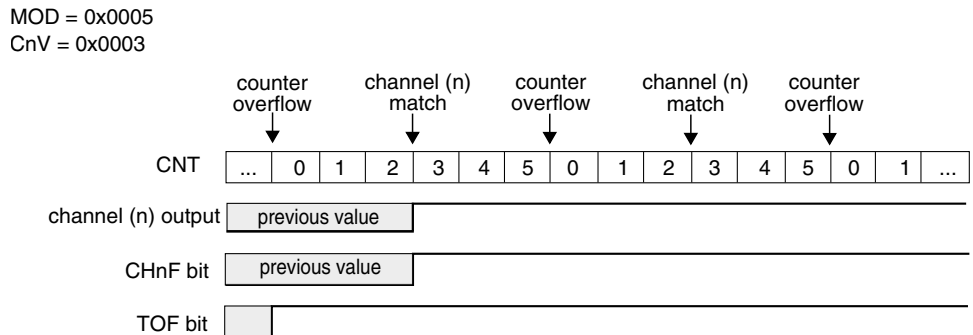 MOD = 0x0005
CnV = 0x0003
counter overflow
channel (n) match
counter overflow
channel (n) match
counter overflow
CNT ... 0 1 2 3 4 5 0 1 2 3 4 5 0 1 ...
channel (n) output previous value
CHnF bit previous value
TOF bit